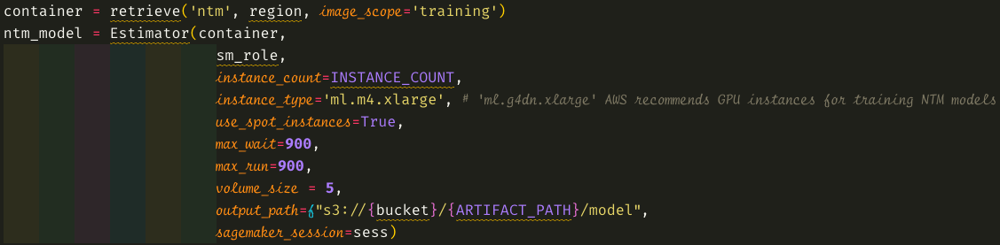 container = retrieve('ntm', region, image_scope='training')
ntm_model = Estimator(container,
sm_role,
instance_count=INSTANCE_COUNT,
instance_type='ml.m4.xlarge', # 'ml.g4dn.xlarge' AWS recommends GPU instances for training NTM models
use_spot_instances=True,
max_wait=900,
max_run=900,
volume_size = 5,
output_path=f"s3://{bucket}/{ARTIFACT_PATH}/model",
sagemaker_session=sess)